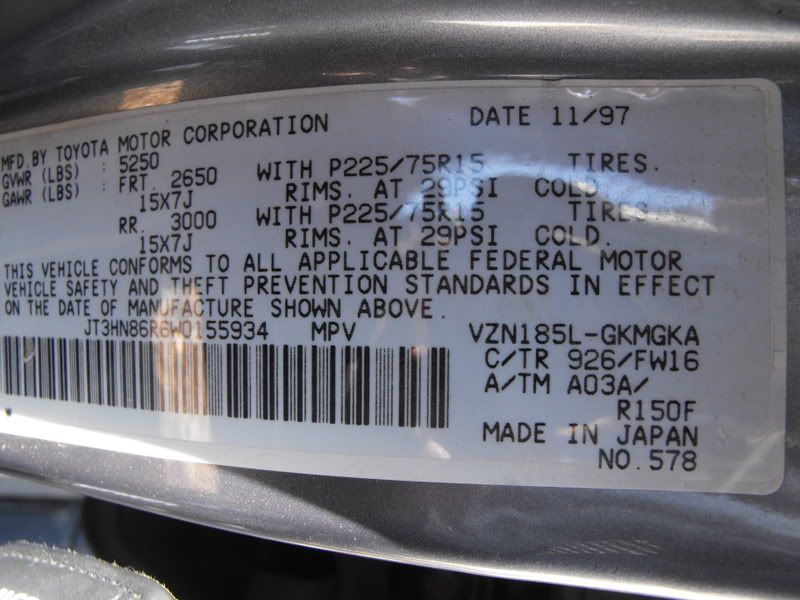 MFD.BY TOYOTA MOTOR CORPORATION DATE 11/97
GVWR (LBS) : 5250
GAWR (LBS) : FRT. 2650 WITH P225/75R15 TIRES.
15X7J RIMS. AT 29PSI COLD
RR. 3000 WITH P225/75R15 TIRES
15X7J RIMS. AT 29PSI COLD.
THIS VEHICLE CONFORMS TO ALL APPLICABLE FEDERAL MOTOR
VEHICLE SAFETY AND THEFT PREVENTION STANDARDS IN EFFECT
ON THE DATE OF MANUFACTURE SHOWN ABOVE.
JT3HN86R6W0155934 MPV VZN185L-GKMGKA
C/TR 926/FW16
A/TM A03A/
R150F
MADE IN JAPAN
NO.578